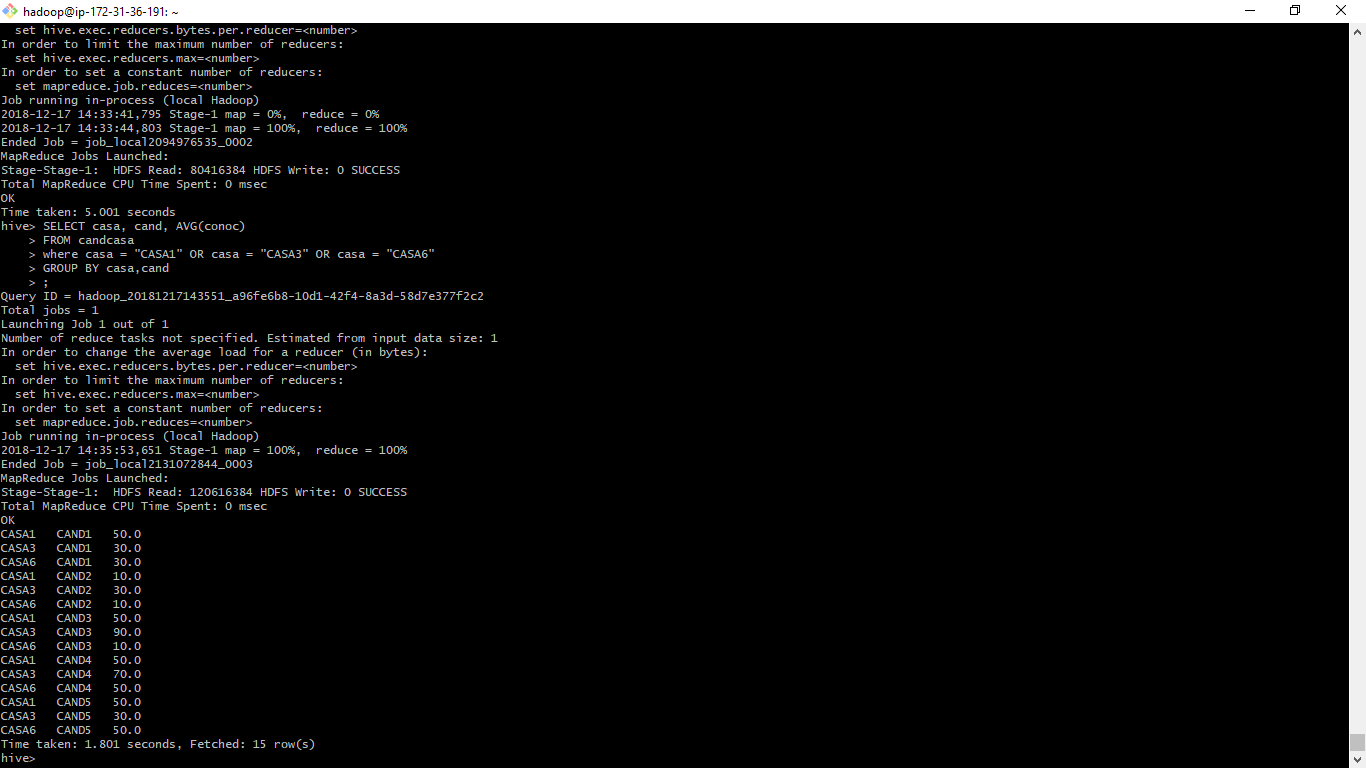 hadoop@ip-172-31-36-191: ~
  set hive.exec.reducers.bytes.per.reducer=<number>
In order to limit the maximum number of reducers:
  set hive.exec.reducers.max=<number>
In order to set a constant number of reducers:
  set mapreduce.job.reduces=<number>
Job running in-process (local Hadoop)
2018-12-17 14:33:41,795 Stage-1 map = 0%,  reduce = 0%
2018-12-17 14:33:44,803 Stage-1 map = 100%,  reduce = 100%
Ended Job = job_local2094976535_0002
MapReduce Jobs Launched:
Stage-Stage-1:  HDFS Read: 80416384 HDFS Write: 0 SUCCESS
Total MapReduce CPU Time Spent: 0 msec
OK
Time taken: 5.001 seconds
hive> SELECT casa, cand, AVG(conoc)
    > FROM candcasa
    > where casa = "CASA1" OR casa = "CASA3" OR casa = "CASA6"
    > GROUP BY casa,cand
    > ;
Query ID = hadoop_20181217143551_a96fe6b8-10d1-42f4-8a3d-58d7e377f2c2
Total jobs = 1
Launching Job 1 out of 1
Number of reduce tasks not specified. Estimated from input data size: 1
In order to change the average load for a reducer (in bytes):
  set hive.exec.reducers.bytes.per.reducer=<number>
In order to limit the maximum number of reducers:
  set hive.exec.reducers.max=<number>
In order to set a constant number of reducers:
  set mapreduce.job.reduces=<number>
Job running in-process (local Hadoop)
2018-12-17 14:35:53,651 Stage-1 map = 100%,  reduce = 100%
Ended Job = job_local2131072844_0003
MapReduce Jobs Launched:
Stage-Stage-1:  HDFS Read: 120616384 HDFS Write: 0 SUCCESS
Total MapReduce CPU Time Spent: 0 msec
OK
CASA1   CAND1   50.0
CASA3   CAND1   30.0
CASA6   CAND1   30.0
CASA1   CAND2   10.0
CASA3   CAND2   30.0
CASA6   CAND2   10.0
CASA1   CAND3   50.0
CASA3   CAND3   90.0
CASA6   CAND3   10.0
CASA1   CAND4   50.0
CASA3   CAND4   70.0
CASA6   CAND4   50.0
CASA1   CAND5   50.0
CASA3   CAND5   30.0
CASA6   CAND5   50.0
Time taken: 1.801 seconds, Fetched: 15 row(s)
hive>